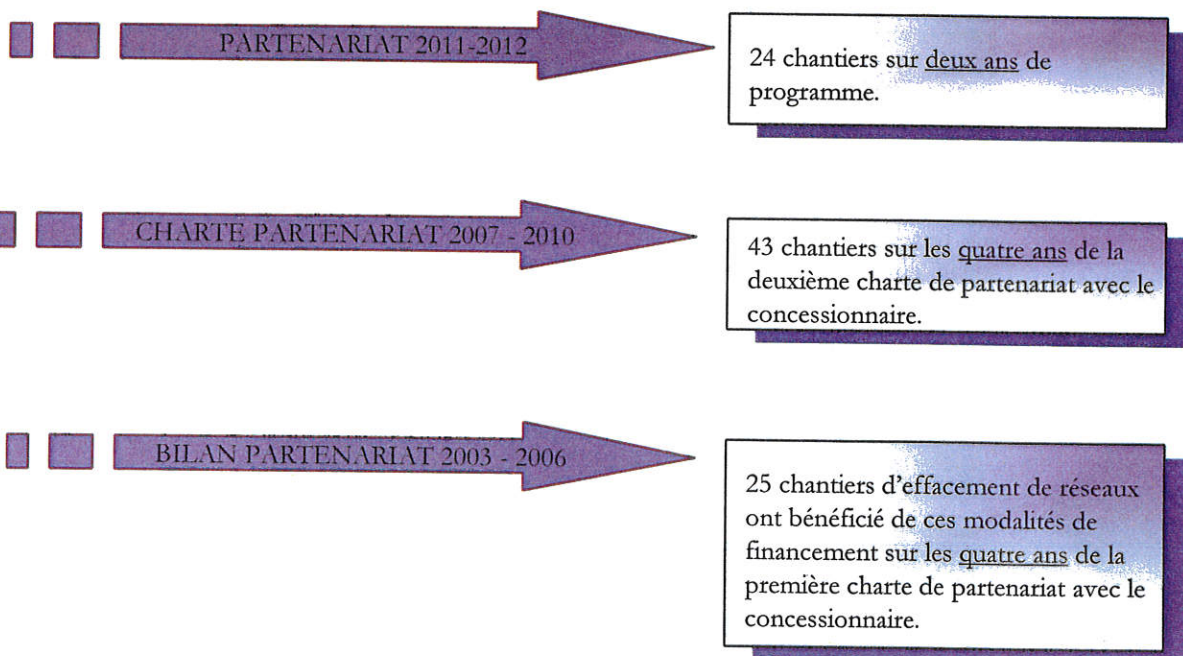 PARTENARIAT 2011-2012
24 chantiers sur deux ans de
programme.
CHARTE PARTENARIAT 2007 - 2010
43 chantiers sur les quatre ans de la
deuxième charte de partenariat avec le
concessionnaire.
BILAN PARTENARIAT 2003 - 2006
25 chantiers d'effacement de réseaux
ont bénéficié de ces modalités de
financement sur les quatre ans de la
première charte de partenariat avec le
concessionnaire.